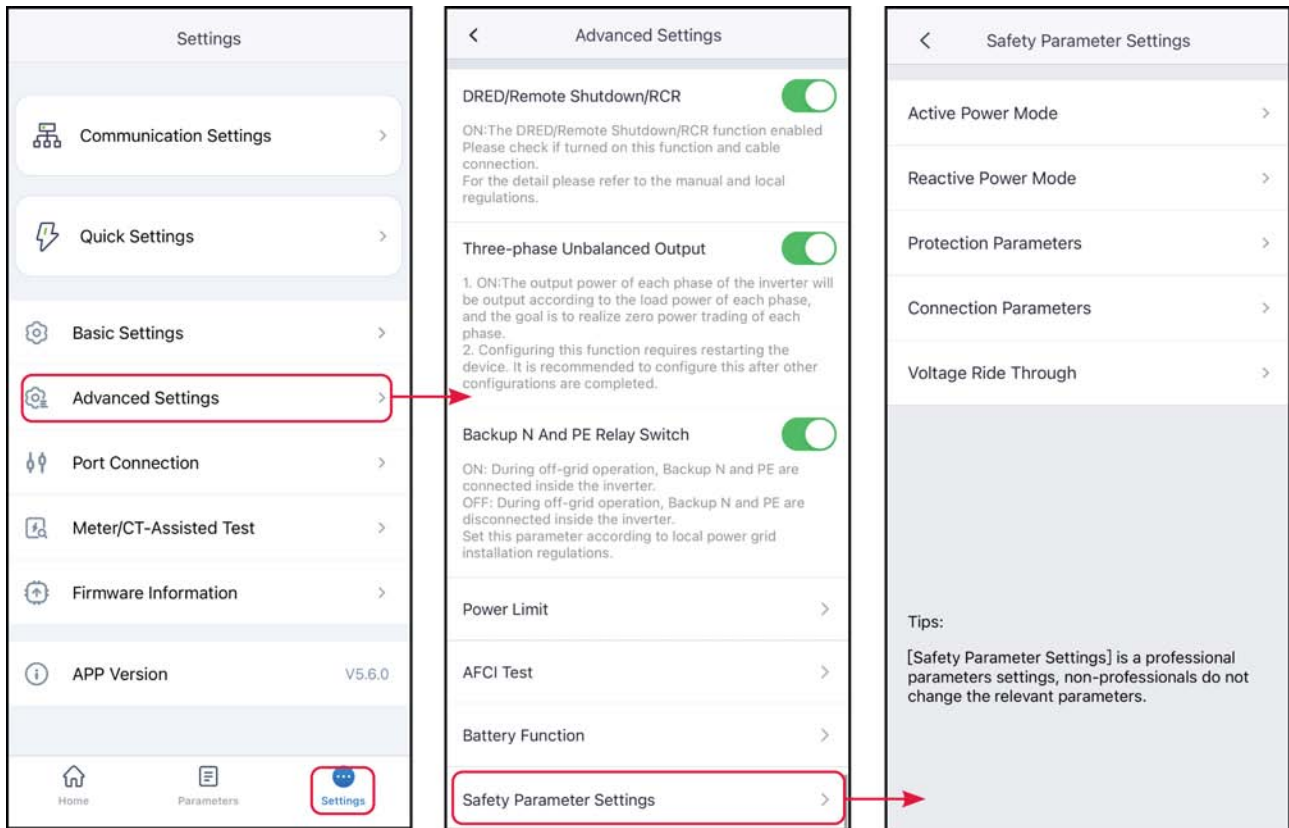 Settings
Communication Settings
Quick Settings
Basic Settings
Advanced Settings
Port Connection
Meter/CT-Assisted Test
Firmware Information
APP Version V5.6.0
Home Parameters Settings
Advanced Settings
DRED/Remote Shutdown/RCR
ON:The DRED/Remote Shutdown/RCR function enabled
Please check if turned on this function and cable
connection.
For the detail please refer to the manual and local
regulations.
Three-phase Unbalanced Output
1. ON:The output power of each phase of the inverter will
be output according to the load power of each phase,
and the goal is to realize zero power trading of each
phase.
2. Configuring this function requires restarting the
device. It is recommended to configure this after other
configurations are completed.
Backup N And PE Relay Switch
ON: During off-grid operation, Backup N and PE are
connected inside the inverter.
OFF: During off-grid operation, Backup N and PE are
disconnected inside the inverter.
Set this parameter according to local power grid
installation regulations.
Power Limit
AFCI Test
Battery Function
Safety Parameter Settings
Safety Parameter Settings
Active Power Mode
Reactive Power Mode
Protection Parameters
Connection Parameters
Voltage Ride Through
Tips:
[Safety Parameter Settings] is a professional
parameters settings, non-professionals do not
change the relevant parameters.